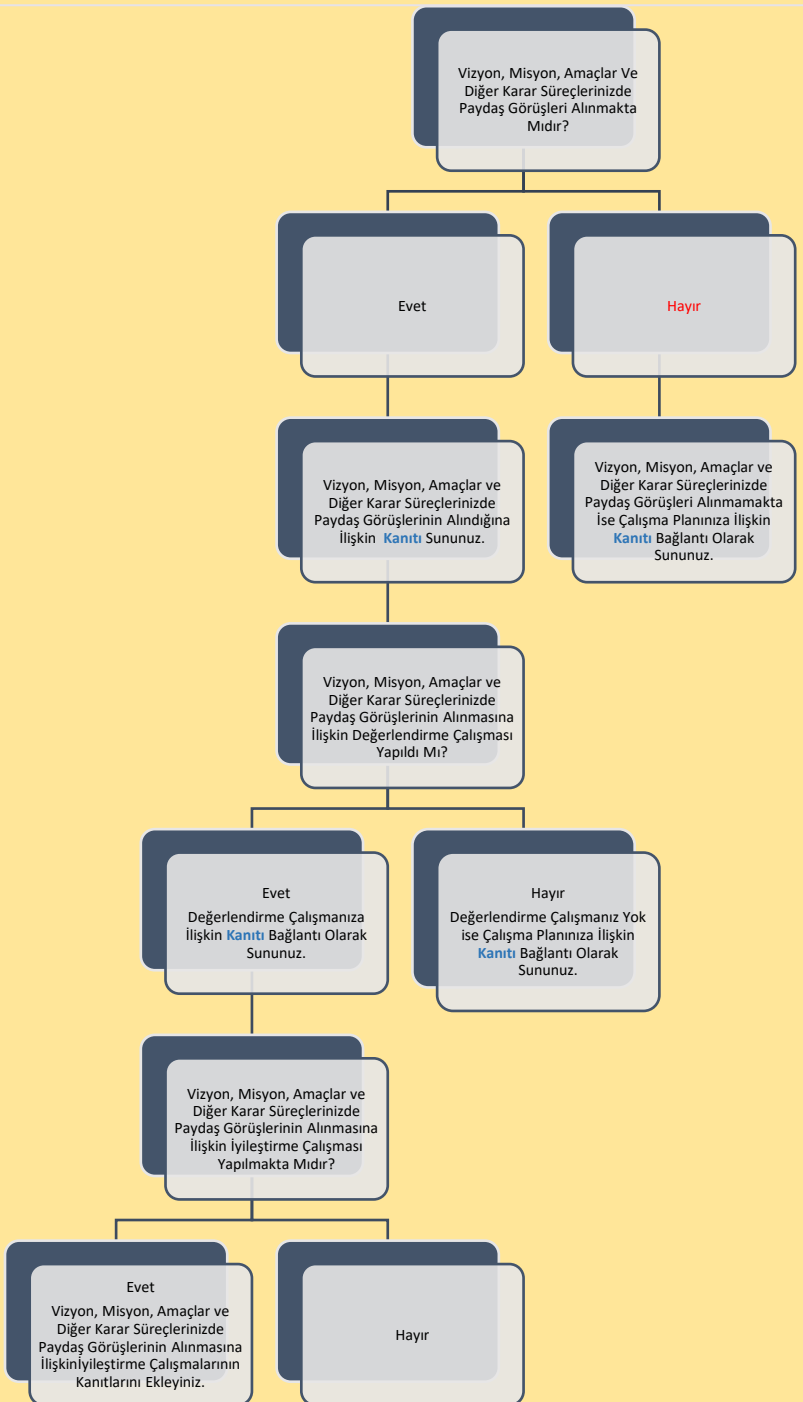 Vizyon, Misyon, Amaçlar Ve
Diğer Karar Süreçlerinizde
Paydaş Görüşleri Alınmakta
Mıdır?
Evet
Hayır
Vizyon, Misyon, Amaçlar ve
Diğer Karar Süreçlerinizde
Paydaş Görüşlerinin Alındığına
İlişkin Kanıtı Sununuz.
Vizyon, Misyon, Amaçlar ve
Diğer Karar Süreçlerinizde
Paydaş Görüşleri Alınmamakta
İse Çalışma Planınıza İlişkin
Kanıtı Bağlantı Olarak
Sununuz.
Vizyon, Misyon, Amaçlar ve
Diğer Karar Süreçlerinizde
Paydaş Görüşlerinin Alınmasına
İlişkin Değerlendirme Çalışması
Yapıldı Mı?
Evet
Değerlendirme Çalışmanıza
İlişkin Kanıtı Bağlantı Olarak
Sununuz.
Hayır
Değerlendirme Çalışmanız Yok
ise Çalışma Planınıza İlişkin
Kanıtı Bağlantı Olarak
Sununuz.
Vizyon, Misyon, Amaçlar ve
Diğer Karar Süreçlerinizde
Paydaş Görüşlerinin Alınmasına
İlişkin İyileştirme Çalışması
Yapılmakta Mıdır?
Evet
Vizyon, Misyon, Amaçlar ve
Diğer Karar Süreçlerinizde
Paydaş Görüşlerinin Alınmasına
İlişkinİyileştirme Çalışmalarının
Kanıtlarını Ekleyiniz.
Hayır